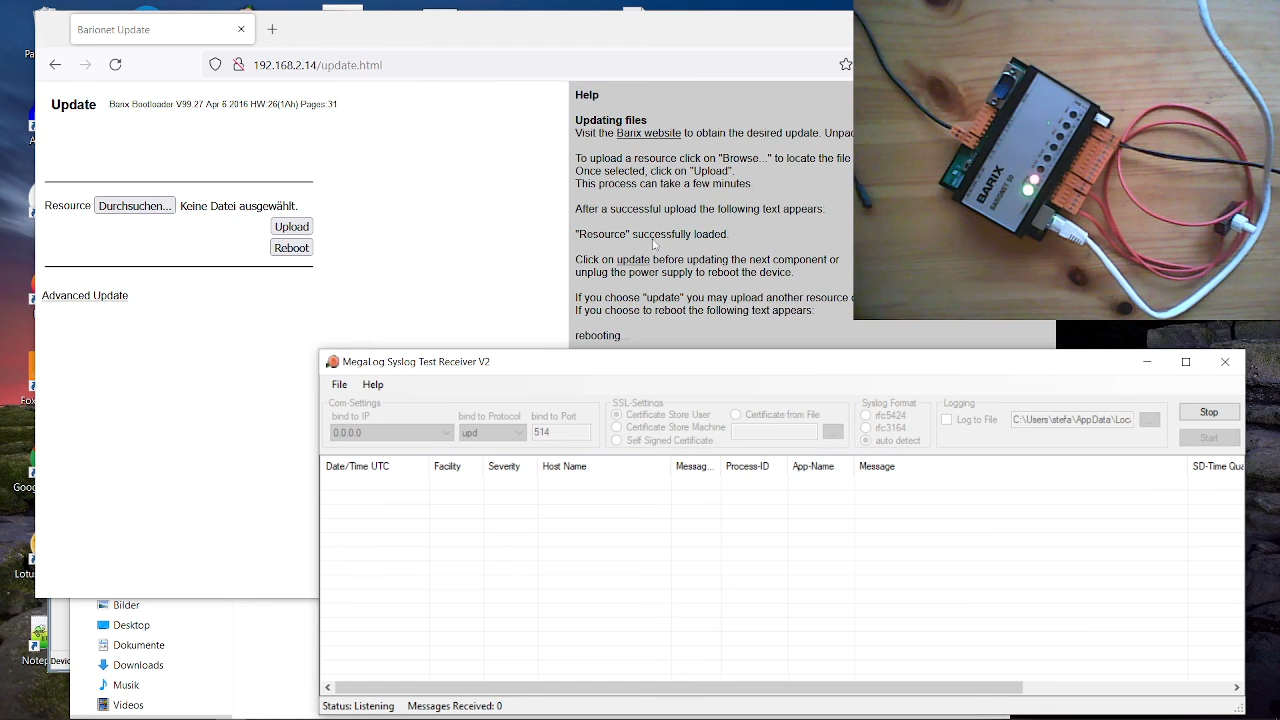 Barionet Update
192.168.2.14/update.html
Update
Barix Bootloader V99.27 Apr 6 2016 HW 26(1Ah) Pages 31
Resource Durchsuchen... Keine Datei ausgewählt.
Upload
Reboot
Advanced Update
Help
Updating files
Visit the Barix website to obtain the desired update. Unpac
To upload a resource click on "Browse..." to locate the file
Once selected, click on "Upload".
This process can take a few minutes.
After a successful upload the following text appears:
"Resource" successfully loaded.
Click on update before updating the next component or
unplug the power supply to reboot the device.
If you choose "update" you may upload another resource
If you choose to reboot the following text appears:
rebooting...
BARIX
BARIONET 50
MegaLog Syslog Test Receiver V2
File Help
Com-Settings
bind to IP bind to Protocol bind to Port
0.0.0.0 upd 514
SSL-Settings
Certificate Store User Certificate from File
Certificate Store Machine
Self Signed Certificate
Syslog Format
rfc5424
rfc3164
auto detect
Logging
Log to File C:\Users\stefa\AppData\Loc
Stop
Start
Date/Time UTC Facility Severity Host Name Messag... Process-ID App-Name Message SD-Time Qua
Status: Listening Messages Received: 0
Bilder
Desktop
Dokumente
Downloads
Musik
Videos
Goog
Fox
Lotu
Notep
Devic